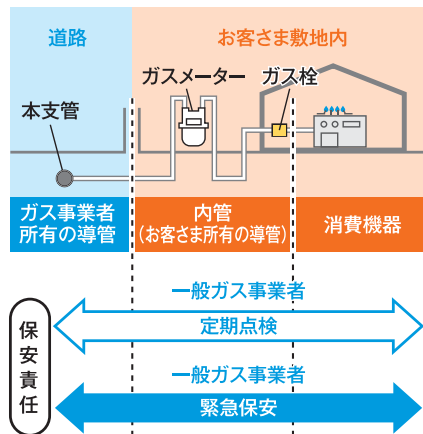 道路
お客さま敷地内
ガスメーター
ガス栓
本支管
ガス事業者
所有の導管
内管
(お客さま所有の導管)
消費機器
保安責任
一般ガス事業者
定期点検
一般ガス事業者
緊急保安